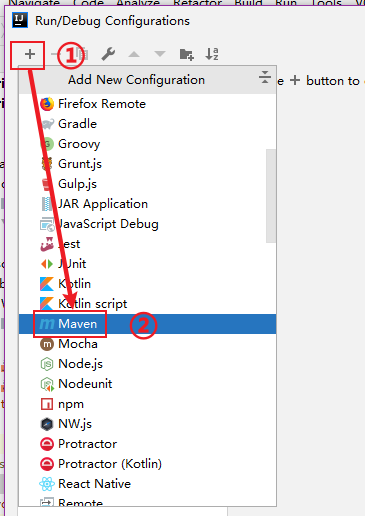 Navigate Code Analyze Refactor Build Run Tools
Run/Debug Configurations
①
Add New Configuration
e + button to
Firefox Remote
Gradle
Groovy
Grunt.js
Gulp.js
JAR Application
JavaScript Debug
Jest
JUnit
Kotlin
Kotlin script
Maven
②
Mocha
Node.js
Nodeunit
npm
NW.js
Protractor
Protractor (Kotlin)
React Native
Remote